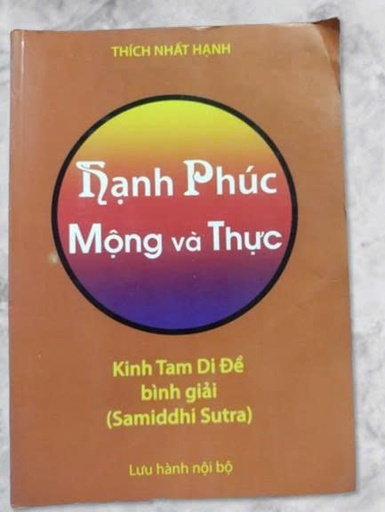 THÍCH NHẤT HẠNH
Hạnh Phúc
Mộng và Thực
Kinh Tam Di Đề
bình giải
(Samiddhi Sutra)
Lưu hành nội bộ